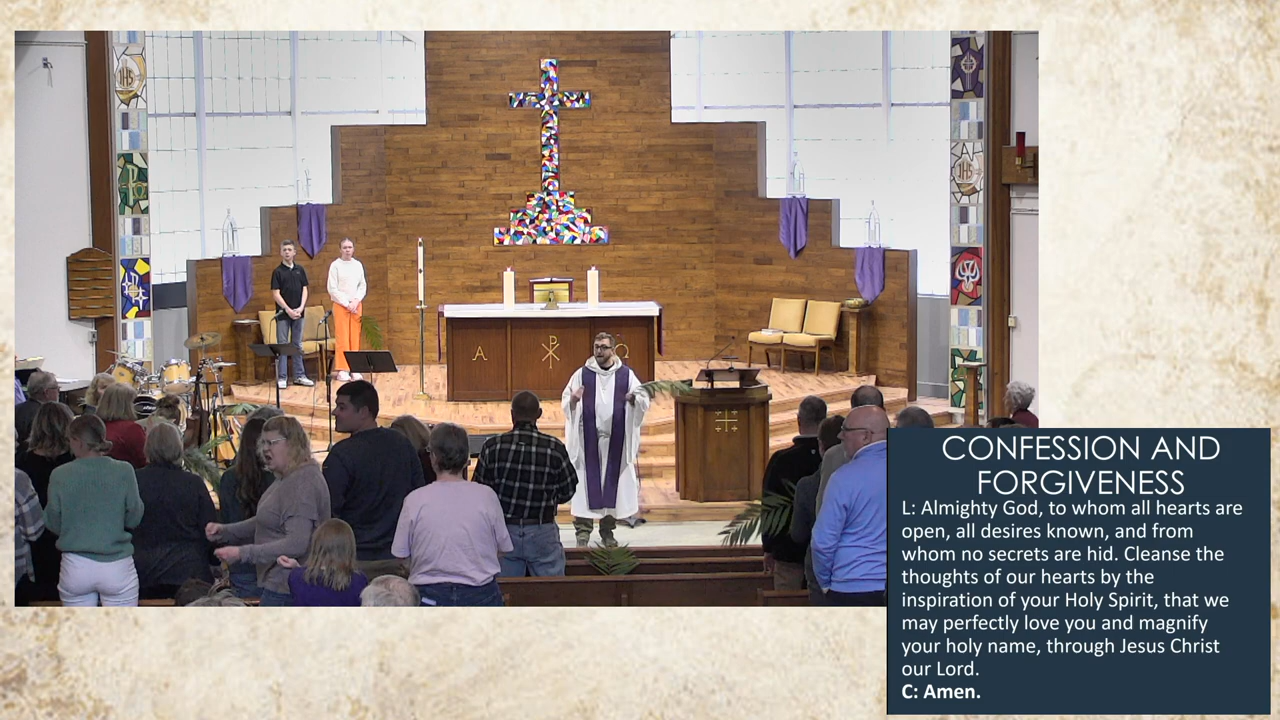 IHS
IHS
Α
Ω
CONFESSION AND
FORGIVENESS
L: Almighty God, to whom all hearts are
open, all desires known, and from
whom no secrets are hid. Cleanse the
thoughts of our hearts by the
inspiration of your Holy Spirit, that we
may perfectly love you and magnify
your holy name, through Jesus Christ
our Lord.
C: Amen.